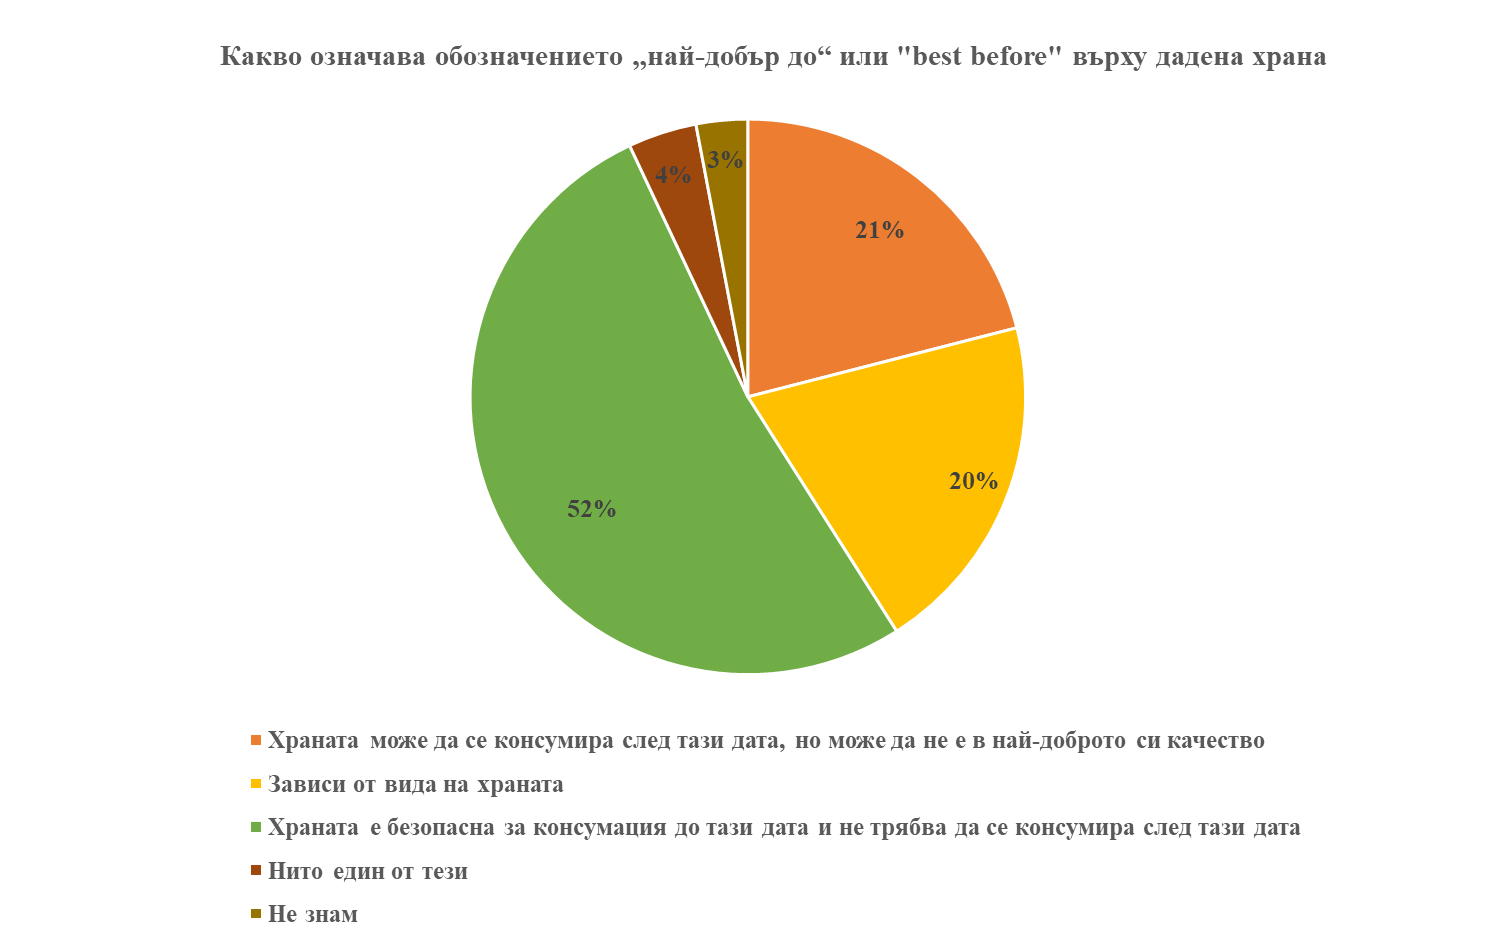 Какво означава обозначението „най-добър до“ или "best before" върху дадена храна
3%
4%
21%
20%
52%
Храната може да се консумира след тази дата, но може да не е в най-доброто си качество
Зависи от вида на храната
Храната е безопасна за консумация до тази дата и не трябва да се консумира след тази дата
Нито един от тези
Не знам